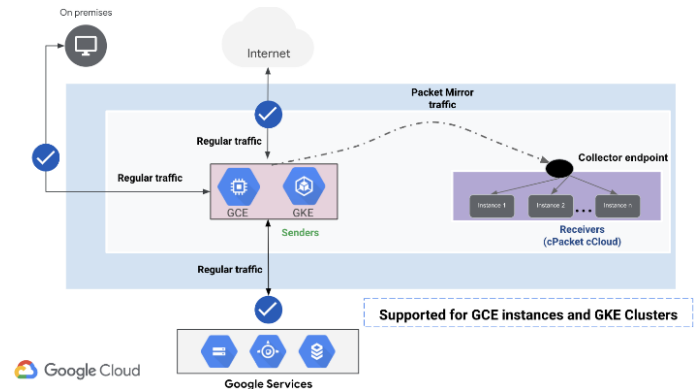 On premises
Internet
Packet Mirror
traffic
Regular traffic
Collector endpoint
Regular traffic
GCE
GKE
Instance 1
Instance 2
Instance n
Senders
Receivers
(cPacket cCloud)
Regular traffic
Supported for GCE instances and GKE Clusters
Google Cloud
Google Services